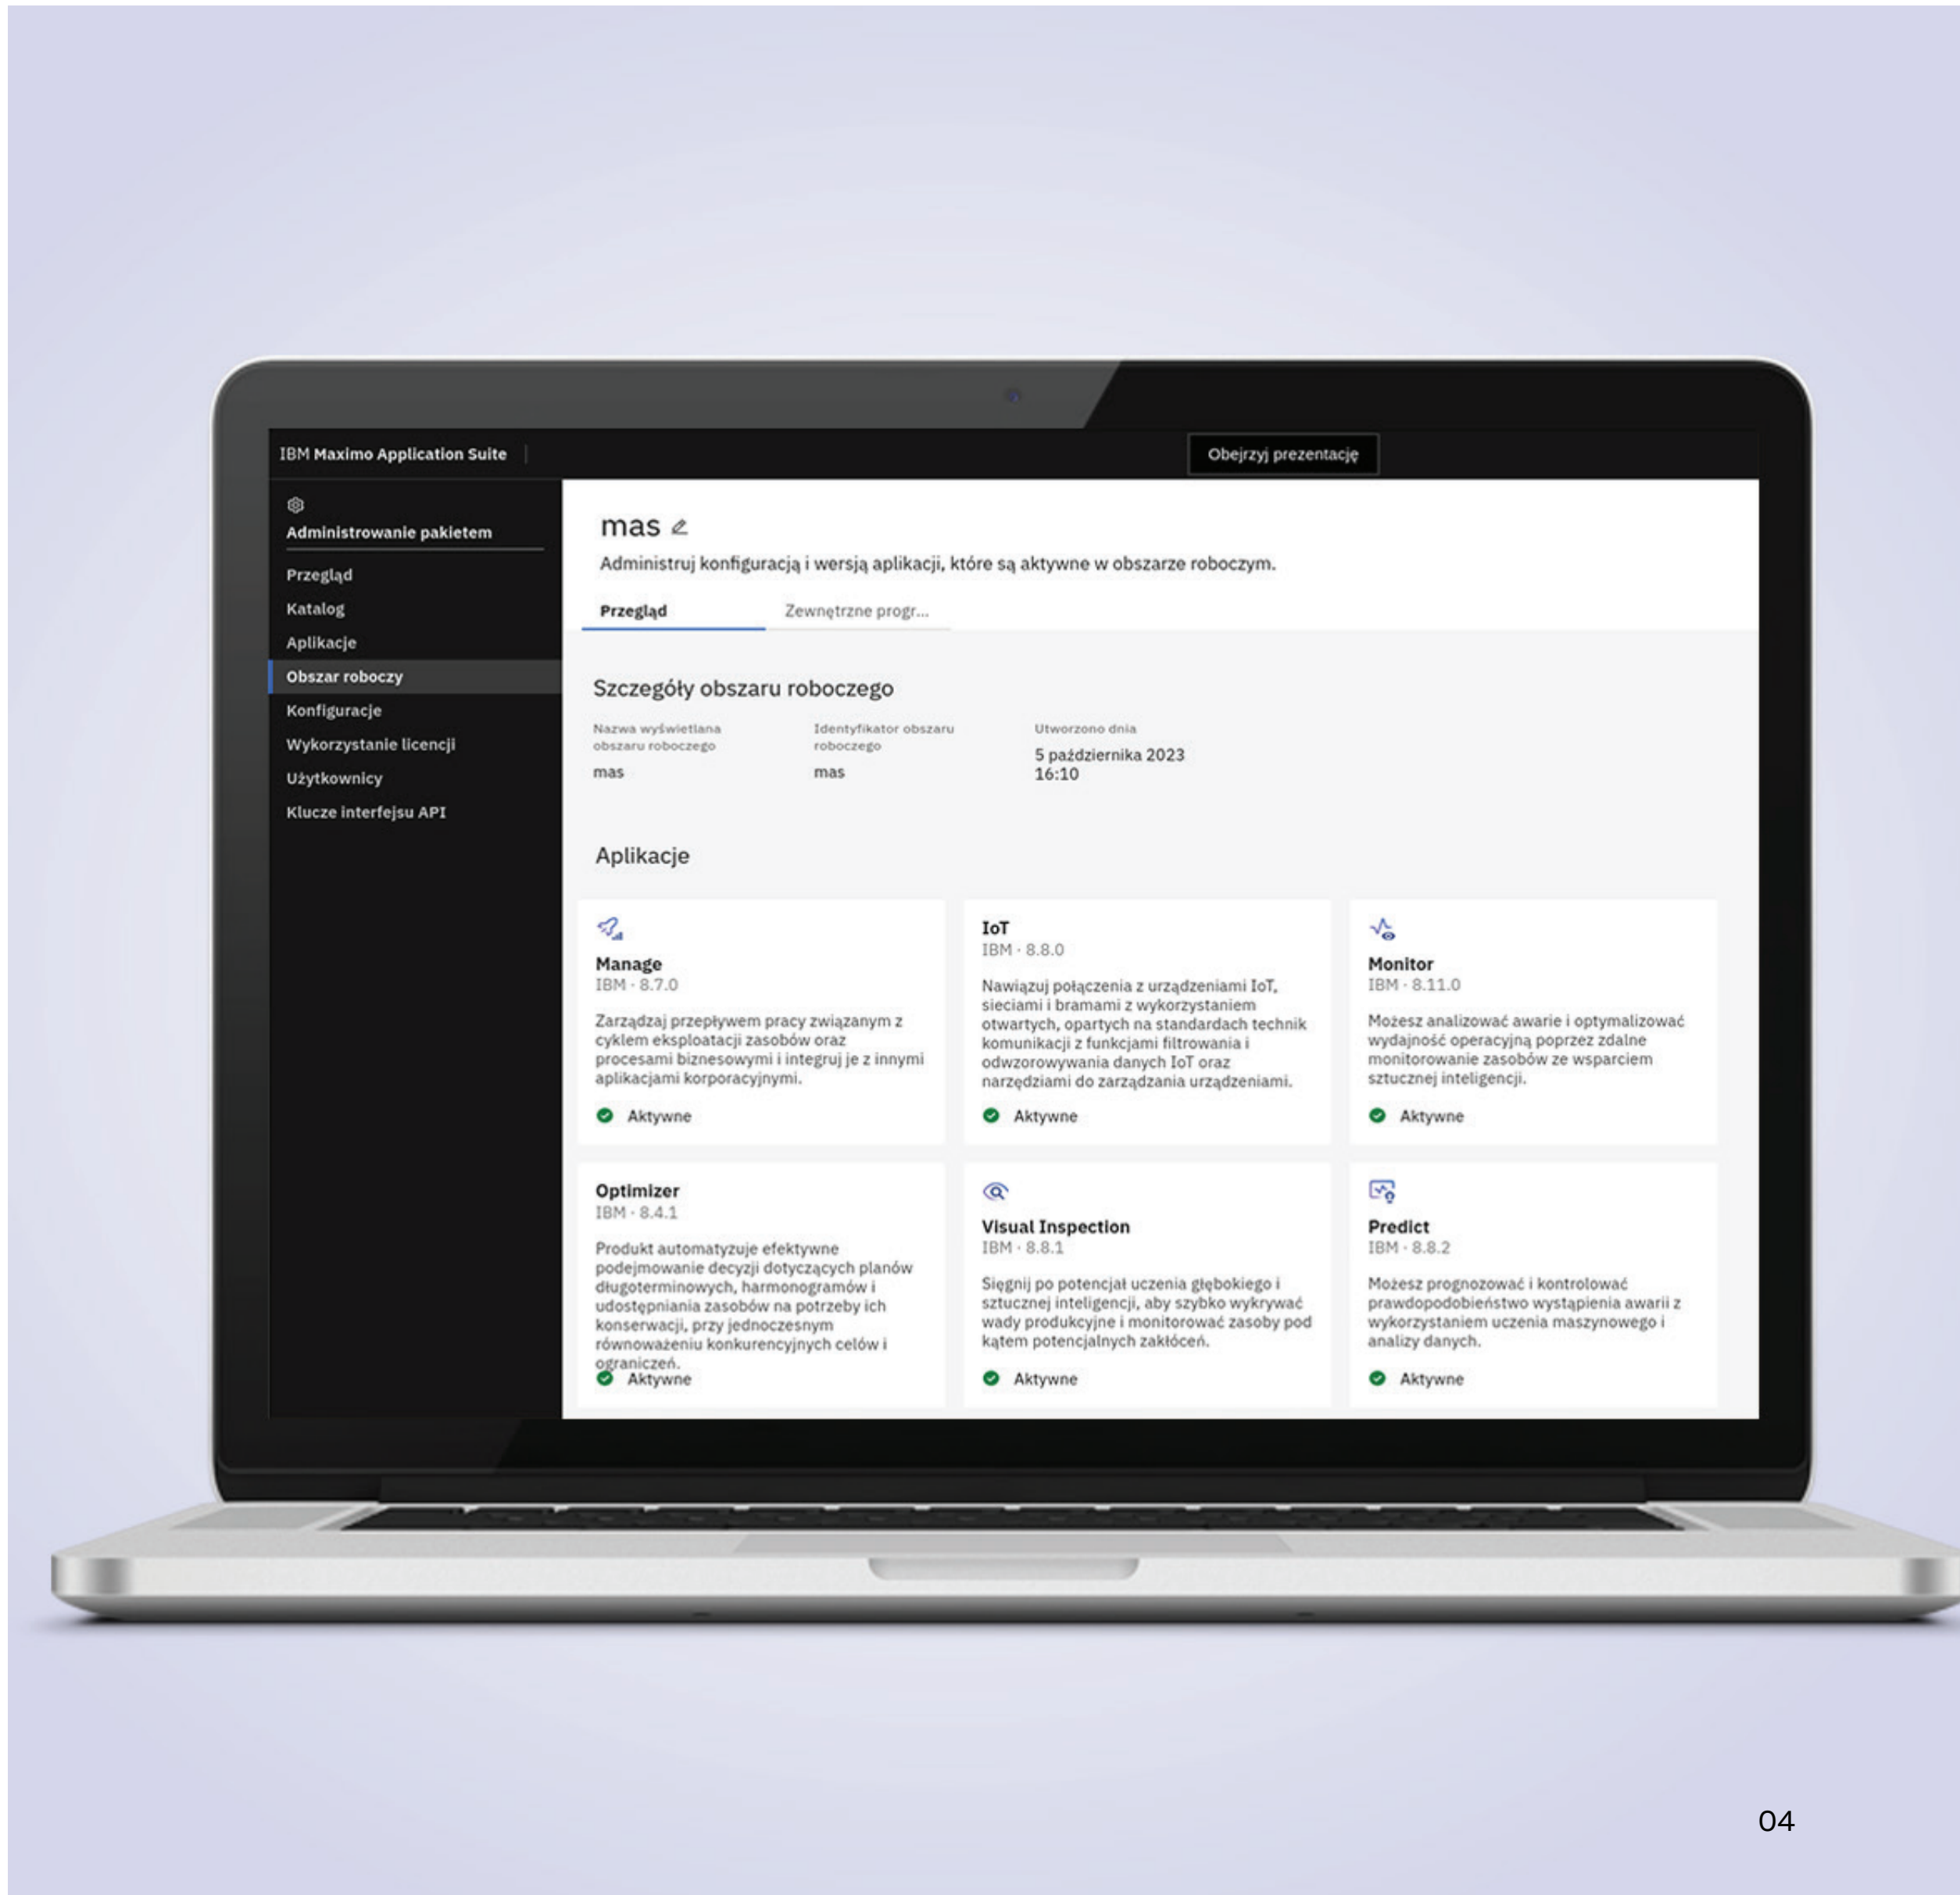 IBM Maximo Application Suite
Obejrzyj prezentację
Administrowanie pakietem
Przegląd
Katalog
Aplikacje
Obszar roboczy
Konfiguracje
Wykorzystanie licencji
Użytkownicy
Klucze interfejsu API
mas
Administruj konfiguracją i wersją aplikacji, które są aktywne w obszarze roboczym.
Przegląd
Zewnętrzne progr...
Szczegóły obszaru roboczego
Nazwa wyświetlana
obszaru roboczego
mas
Identyfikator obszaru
roboczego
mas
Utworzono dnia
5 października 2023
16:10
Aplikacje
Manage
IBM · 8.7.0
Zarządzaj przepływem pracy związanym z
cyklem eksploatacji zasobów oraz
procesami biznesowymi i integruj je z innymi
aplikacjami korporacyjnymi.
Aktywne
IoT
IBM · 8.8.0
Nawiązuj połączenia z urządzeniami IoT,
sieciami i bramami z wykorzystaniem
otwartych, opartych na standardach technik
komunikacji z funkcjami filtrowania i
odwzorowywania danych IoT oraz
narzędziami do zarządzania urządzeniami.
Aktywne
Monitor
IBM · 8.11.0
Możesz analizować awarie i optymalizować
wydajność operacyjną poprzez zdalne
monitorowanie zasobów ze wsparciem
sztucznej inteligencji.
Aktywne
Optimizer
IBM · 8.4.1
Produkt automatyzuje efektywne
podejmowanie decyzji dotyczących planów
długoterminowych, harmonogramów i
udostępniania zasobów na potrzeby ich
konserwacji, przy jednoczesnym
równoważeniu konkurencyjnych celów i
ograniczeń.
Aktywne
Visual Inspection
IBM · 8.8.1
Sięgnij po potencjał uczenia głębokiego i
sztucznej inteligencji, aby szybko wykrywać
wady produkcyjne i monitorować zasoby pod
kątem potencjalnych zakłóceń.
Aktywne
Predict
IBM · 8.8.2
Możesz prognozować i kontrolować
prawdopodobieństwo wystąpienia awarii z
wykorzystaniem uczenia maszynowego i
analizy danych.
Aktywne
04